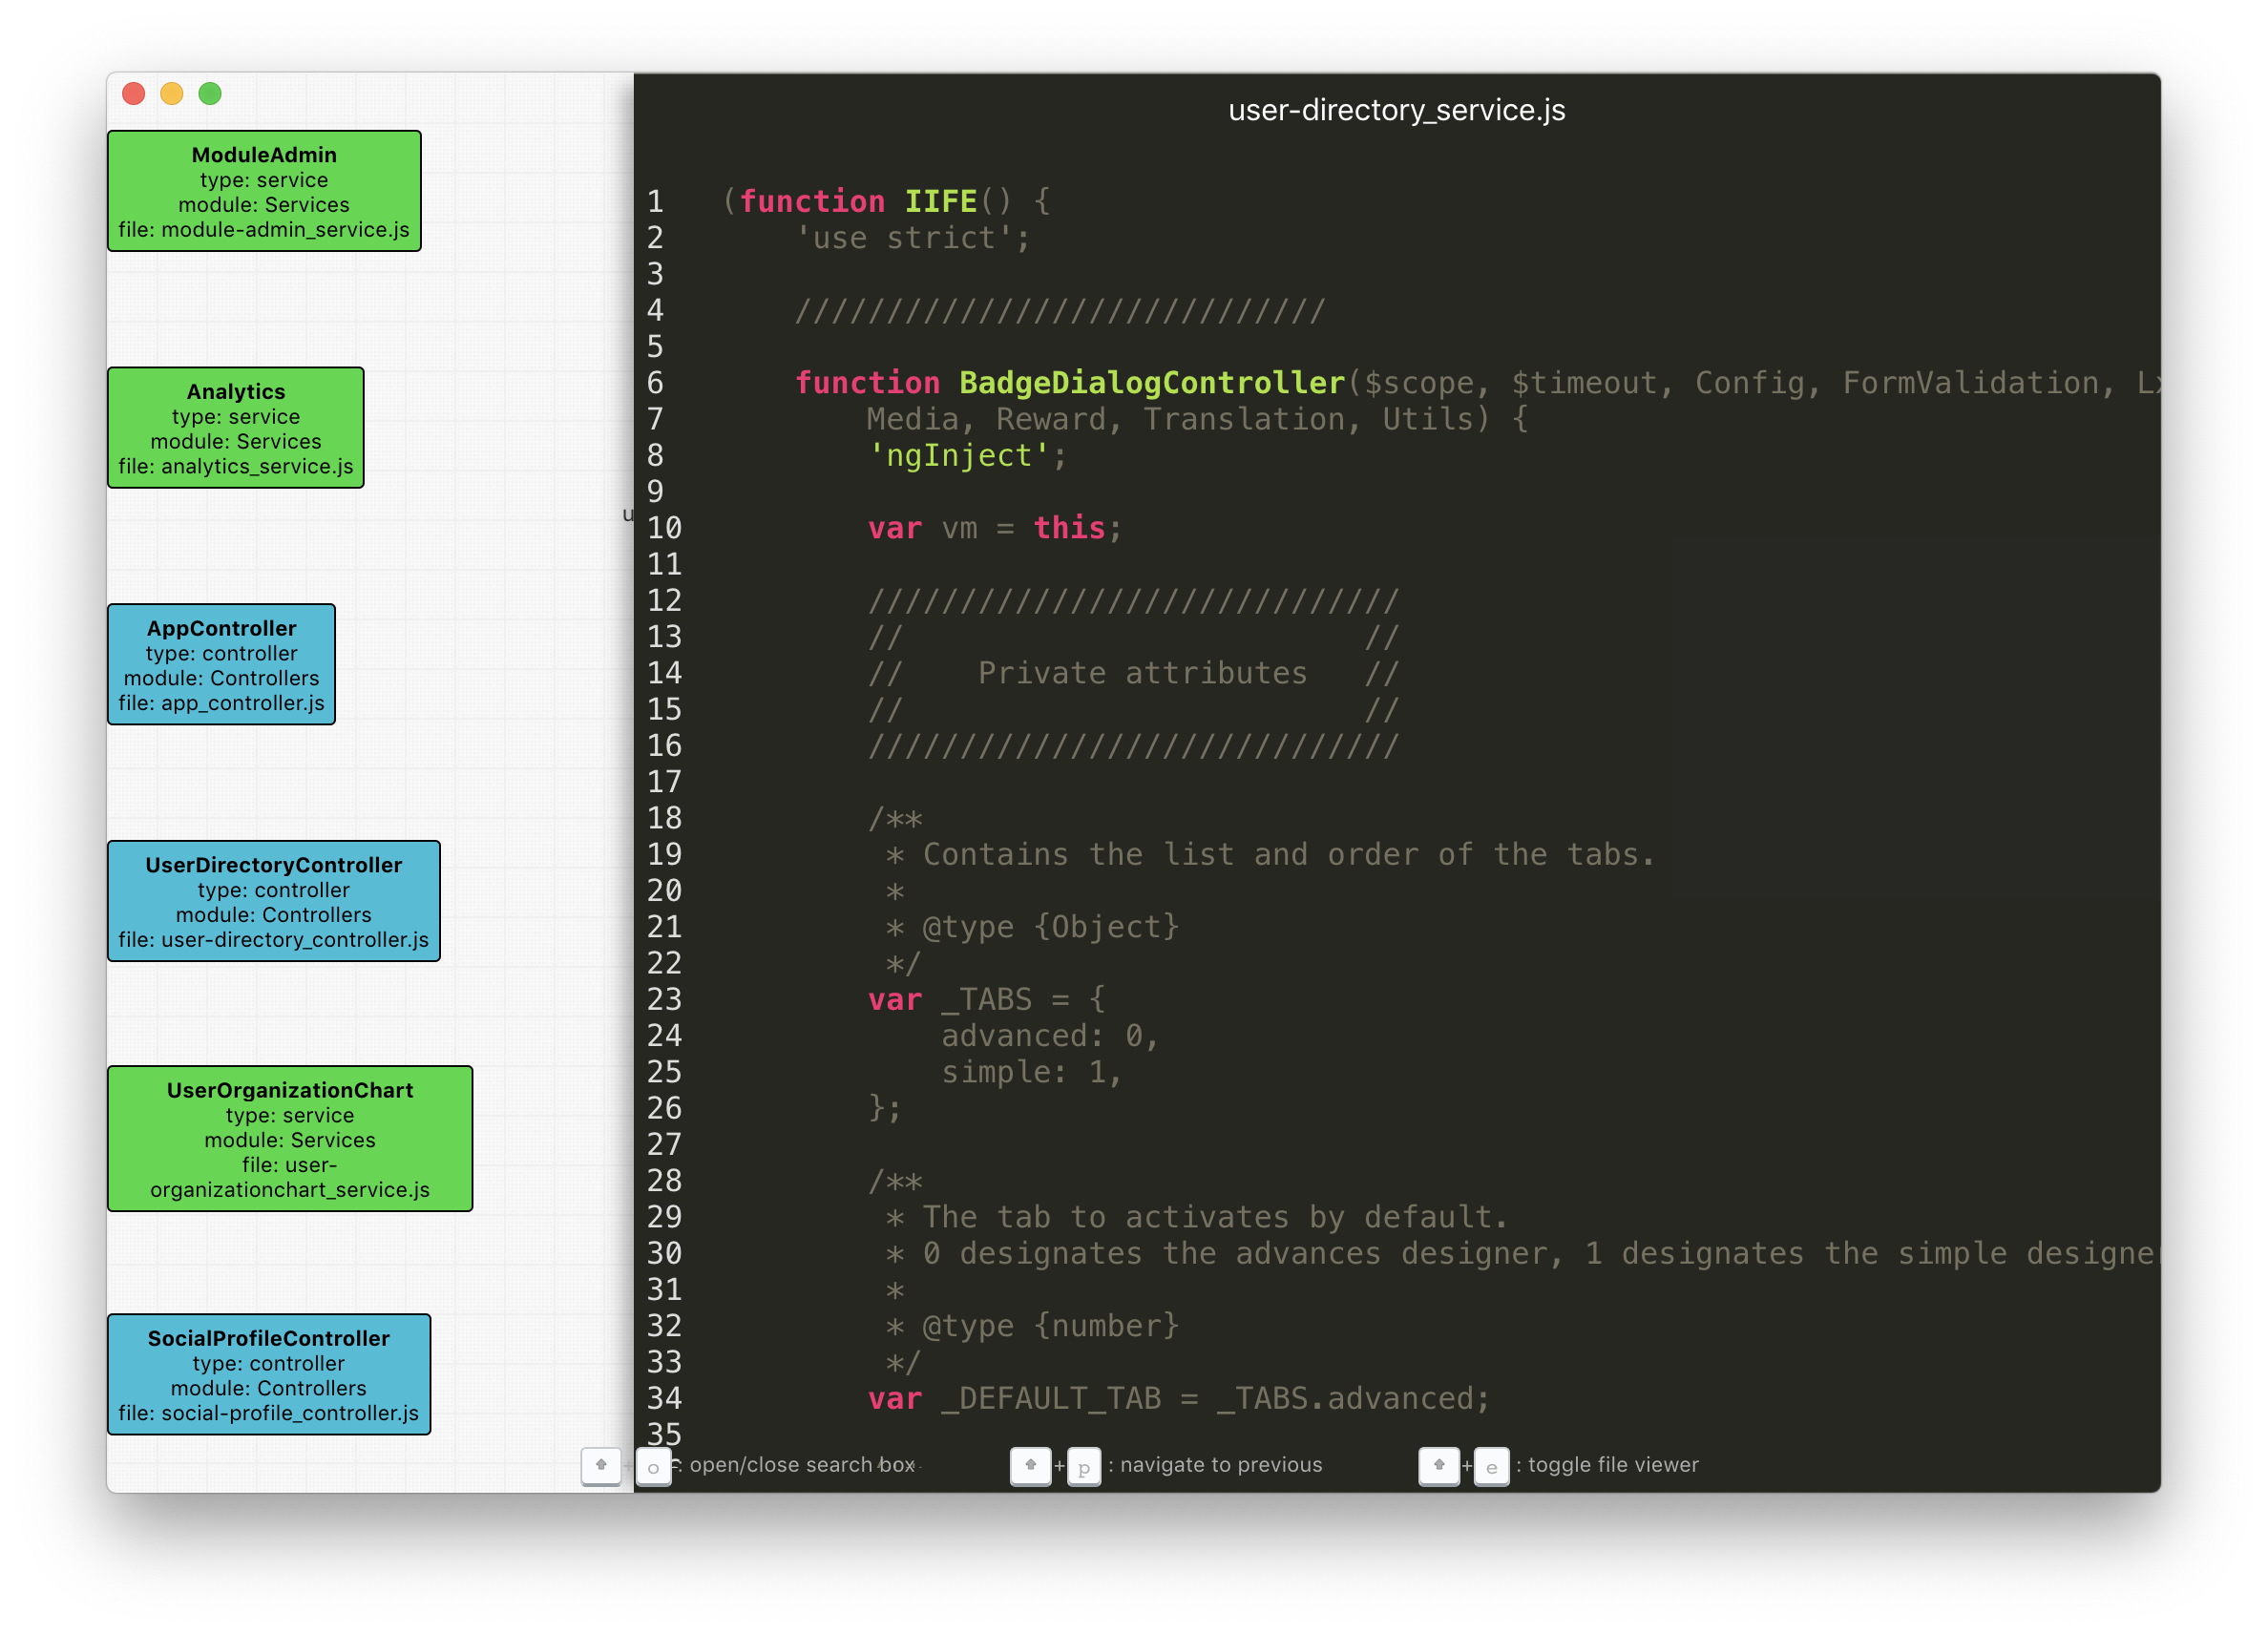 ModuleAdmin
type: service
module: Services
file: module-admin_service.js
Analytics
type: service
module: Services
file: analytics_service.js
AppController
type: controller
module: Controllers
file: app_controller.js
UserDirectoryController
type: controller
module: Controllers
file: user-directory_controller.js
UserOrganizationChart
type: service
module: Services
file: user-
organizationchart_service.js
SocialProfileController
type: controller
module: Controllers
file: social-profile_controller.js
user-directory_service.js
1 (function IIFE() {
2 'use strict';
3
4 /////////////////////////////
5
6 function BadgeDialogController($scope, $timeout, Config, FormValidation,
7 Media, Reward, Translation, Utils) {
8 'ngInject';
9
10 var vm = this;
11
12 /////////////////////////////
13 // //
14 // Private attributes //
15 // //
16 /////////////////////////////
17
18 /**
19 * Contains the list and order of the tabs.
20 *
21 * @type {Object}
22 */
23 var _TABS = {
24 advanced: 0,
25 simple: 1,
26 };
27
28 /**
29 * The tab to activates by default.
30 * 0 designates the advances designer, 1 designates the simple designer
31 *
32 * @type {number}
33 */
34 var _DEFAULT_TAB = _TABS.advanced;
35
+ o : open/close search box + p : navigate to previous + e : toggle file viewer